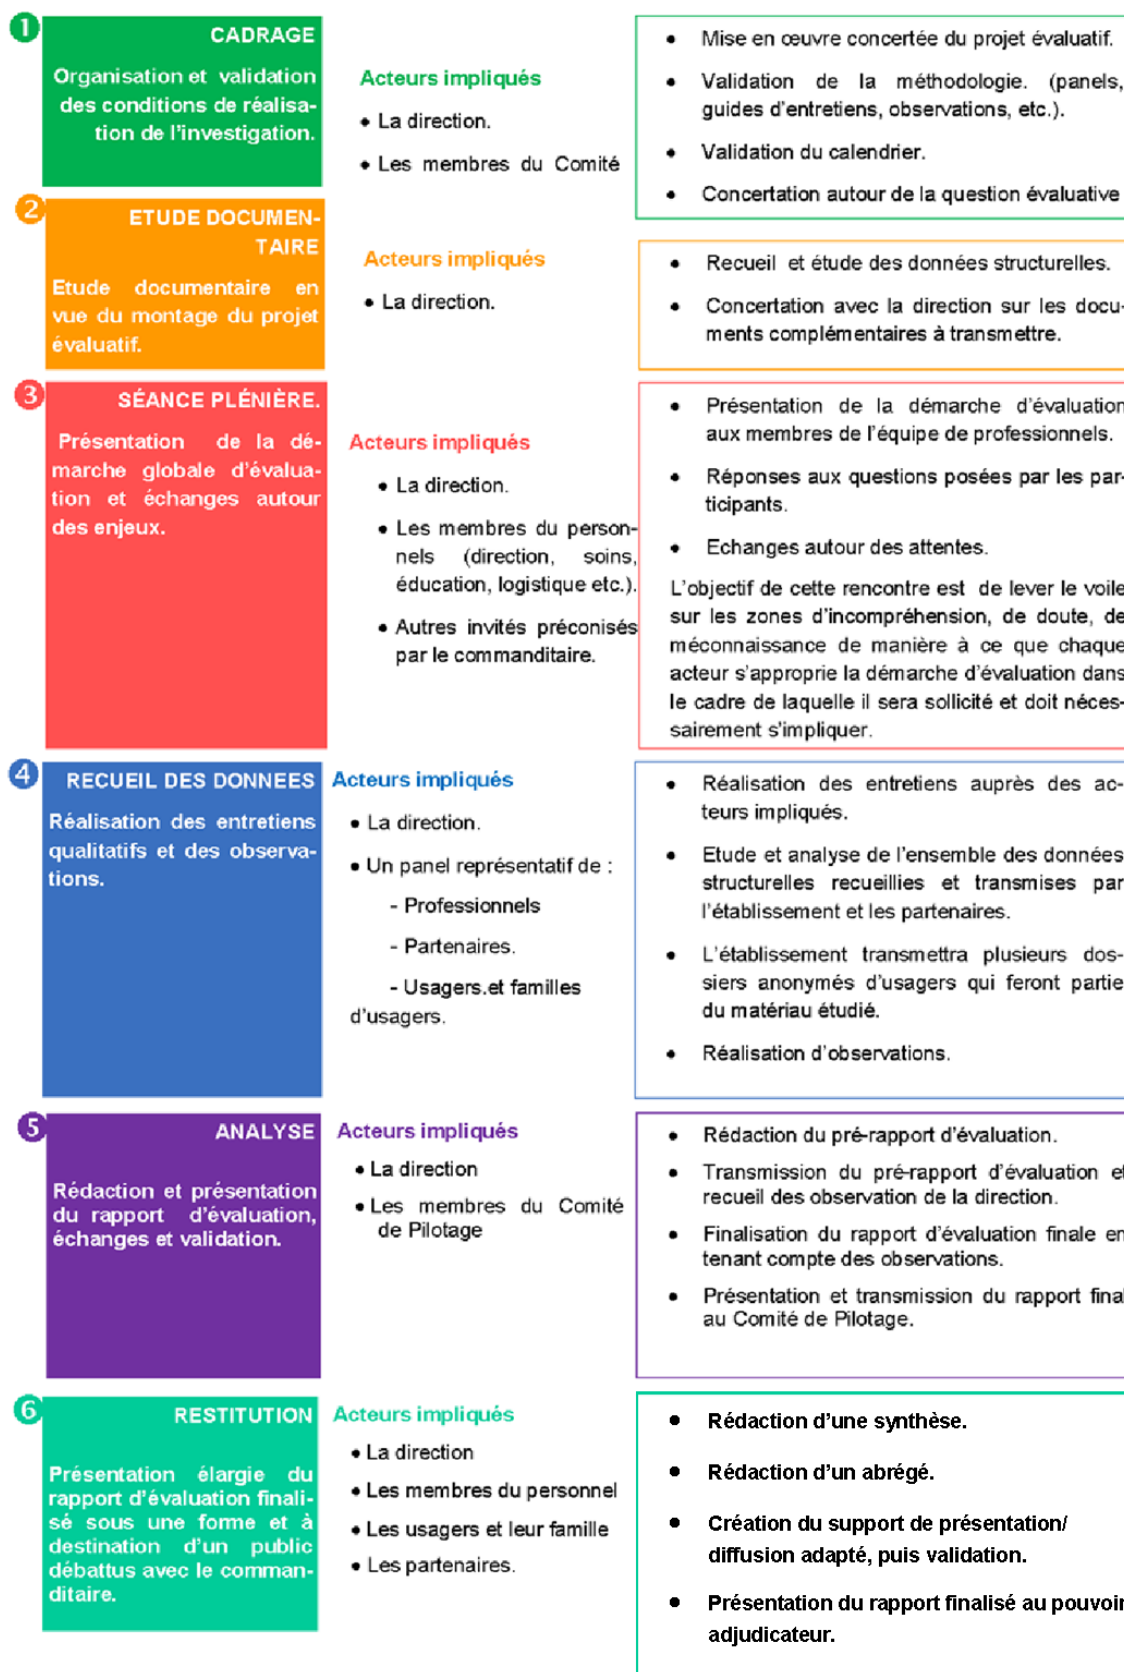 1
CADRAGE
Organisation et validation
des conditions de réalisa-
tion de l'investigation.
Acteurs impliqués
• La direction.
• Les membres du Comité
• Mise en œuvre concertée du projet évaluatif.
• Validation de la méthodologie. (panels,
guides d'entretiens, observations, etc.).
• Validation du calendrier.
• Concertation autour de la question évaluative
2
ETUDE DOCUMEN-
TAIRE
Etude documentaire en
vue du montage du projet
évaluatif.
Acteurs impliqués
• La direction.
• Recueil et étude des données structurelles.
• Concertation avec la direction sur les docu-
ments complémentaires à transmettre.
3
SÉANCE PLÉNIÈRE.
Présentation de la dé-
marche globale d'évalua-
tion et échanges autour
des enjeux.
Acteurs impliqués
• La direction.
• Les membres du person-
nels (direction, soins,
éducation, logistique etc.).
• Autres invités préconisés
par le commanditaire.
• Présentation de la démarche d'évaluation
aux membres de l'équipe de professionnels.
• Réponses aux questions posées par les par-
ticipants.
• Echanges autour des attentes.
L'objectif de cette rencontre est de lever le voile
sur les zones d'incompréhension, de doute, de
méconnaissance de manière à ce que chaque
acteur s'approprie la démarche d'évaluation dans
le cadre de laquelle il sera sollicité et doit néces-
sairement s'impliquer.
4
RECUEIL DES DONNEES
Réalisation des entretiens
qualitatifs et des observa-
tions.
Acteurs impliqués
• La direction.
• Un panel représentatif de :
- Professionnels
- Partenaires.
- Usagers.et familles
d'usagers.
• Réalisation des entretiens auprès des ac-
teurs impliqués.
• Etude et analyse de l'ensemble des données
structurelles recueillies et transmises par
l'établissement et les partenaires.
• L'établissement transmettra plusieurs dos-
siers anonymés d'usagers qui feront partie
du matériau étudié.
• Réalisation d'observations.
5
ANALYSE
Rédaction et présentation
du rapport d'évaluation,
échanges et validation.
Acteurs impliqués
• La direction
• Les membres du Comité
de Pilotage
• Rédaction du pré-rapport d'évaluation.
• Transmission du pré-rapport d'évaluation et
recueil des observation de la direction.
• Finalisation du rapport d'évaluation finale en
tenant compte des observations.
• Présentation et transmission du rapport final
au Comité de Pilotage.
6
RESTITUTION
Présentation élargie du
rapport d'évaluation finali-
sé sous une forme et à
destination d'un public
débattus avec le comman-
ditaire.
Acteurs impliqués
• La direction
• Les membres du personnel
• Les usagers et leur famille
• Les partenaires.
• Rédaction d'une synthèse.
• Rédaction d'un abrégé.
• Création du support de présentation/
diffusion adapté, puis validation.
• Présentation du rapport finalisé au pouvoir
adjudicateur.